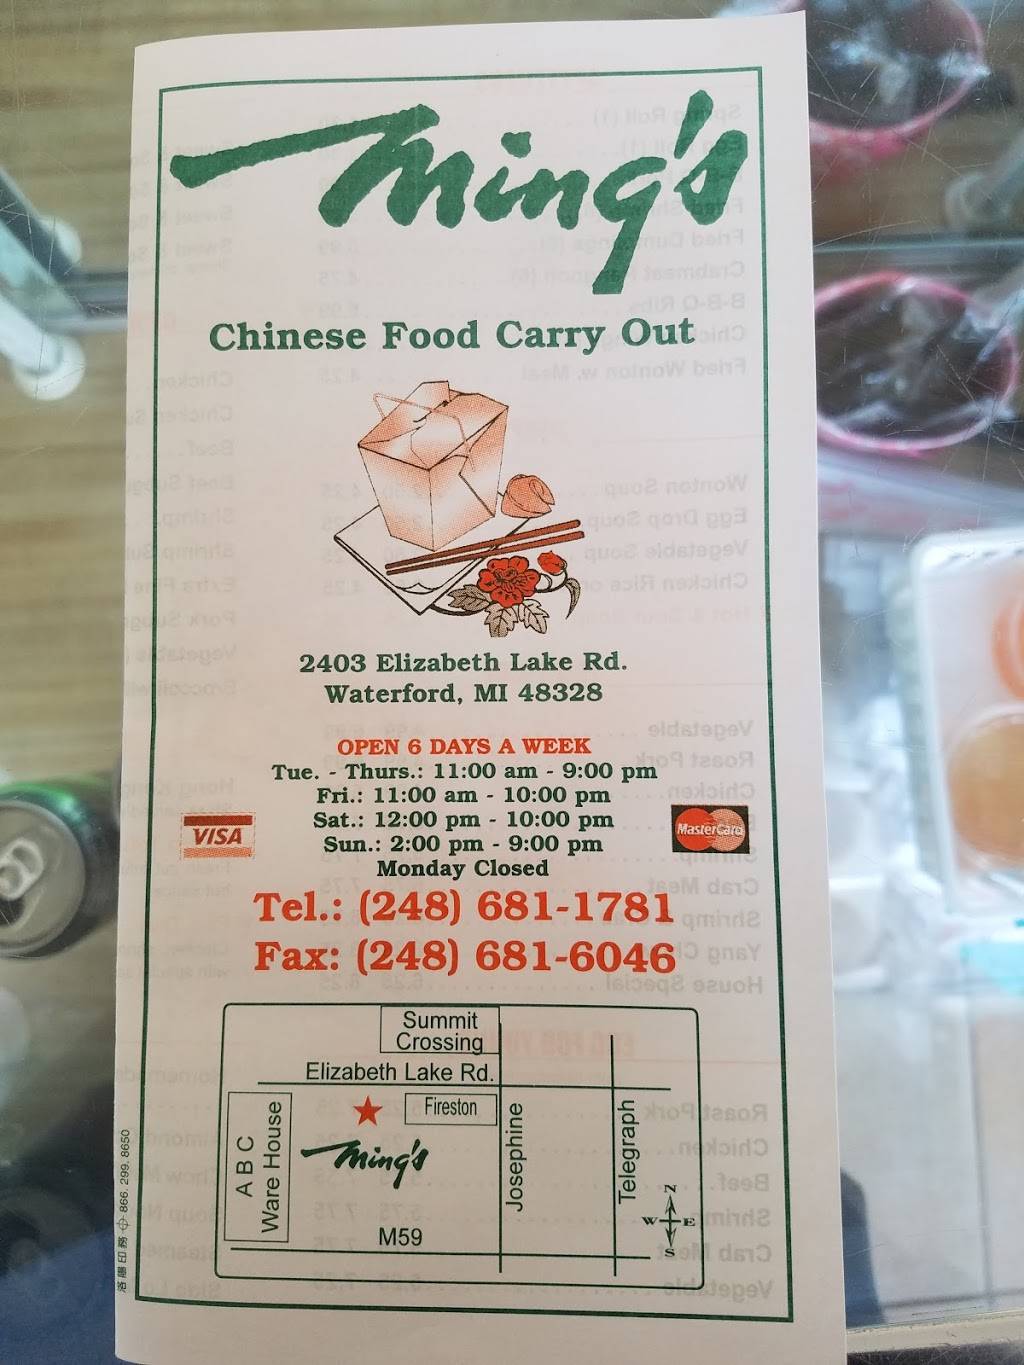 Ming's
Chinese Food Carry Out
2403 Elizabeth Lake Rd.
Waterford, MI 48328
OPEN 6 DAYS A WEEK
Tue. - Thurs.: 11:00 am - 9:00 pm
Fri.: 11:00 am - 10:00 pm
Sat.: 12:00 pm - 10:00 pm
Sun.: 2:00 pm - 9:00 pm
Monday Closed
VISA
MasterCard
Tel.: (248) 681-1781
Fax: (248) 681-6046
Summit
Crossing
Elizabeth Lake Rd.
Fireston
A B C
Ware House
Ming's
Josephine
Telegraph
M59
N
W E
S
866. 299. 8650